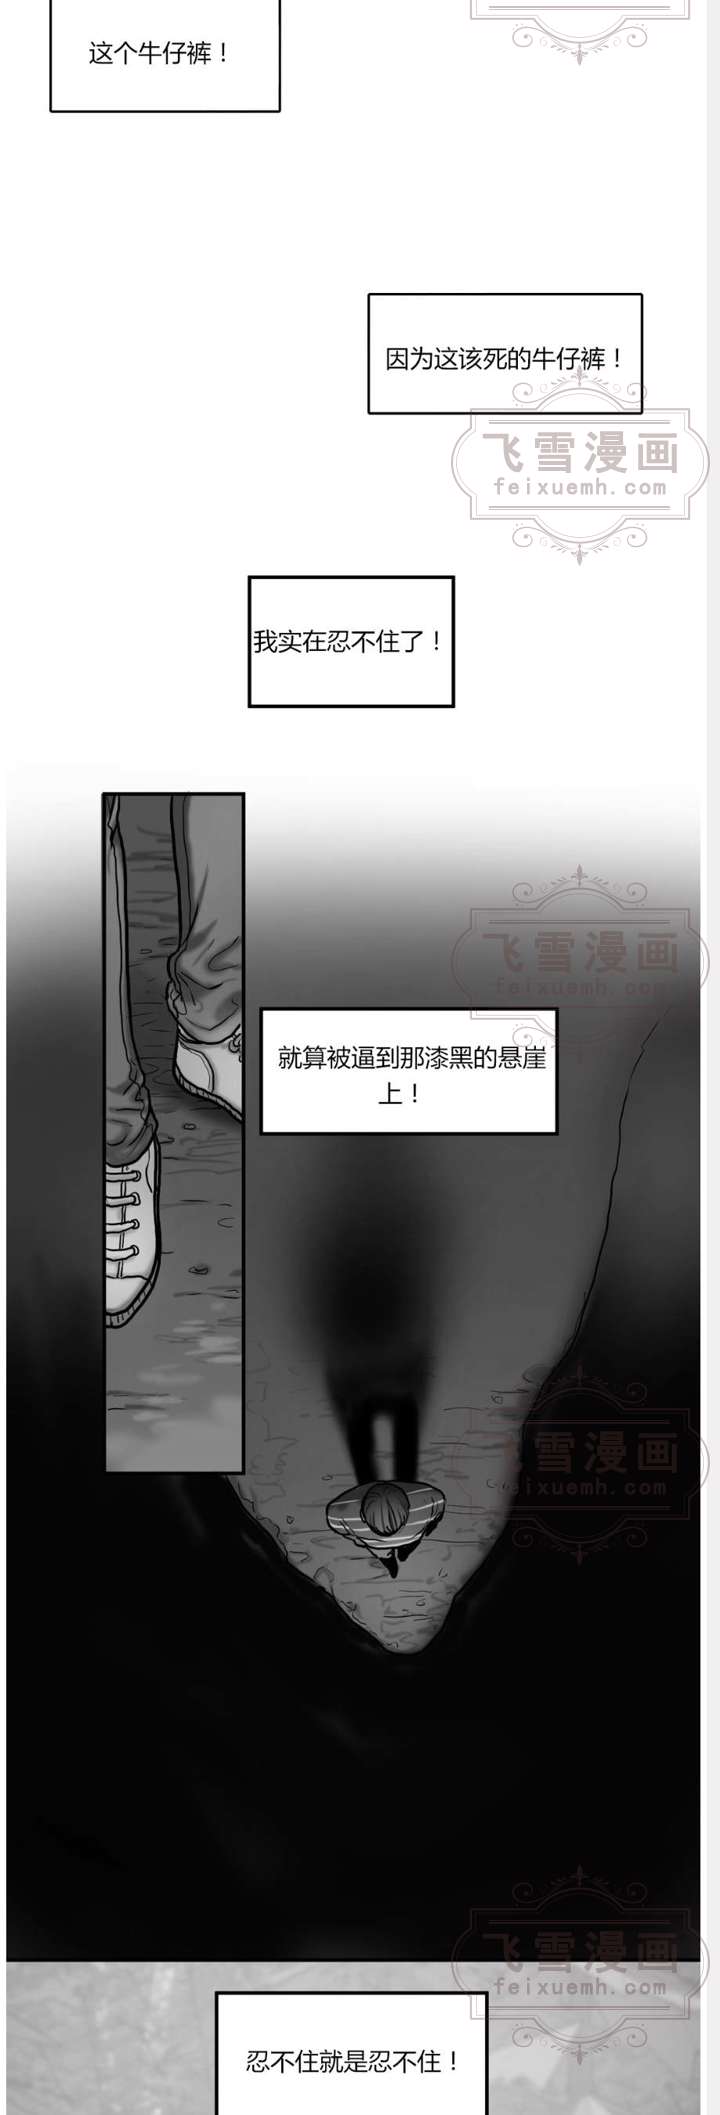 这个牛仔裤！
因为这该死的牛仔裤！
飞雪漫画
feixuemh.com
我实在忍不住了！
飞雪漫画
feixuemh.com
就算被逼到那漆黑的悬崖
上！
飞雪漫画
feixuemh.com
飞雪漫画
feixuemh.com
忍不住就是忍不住！